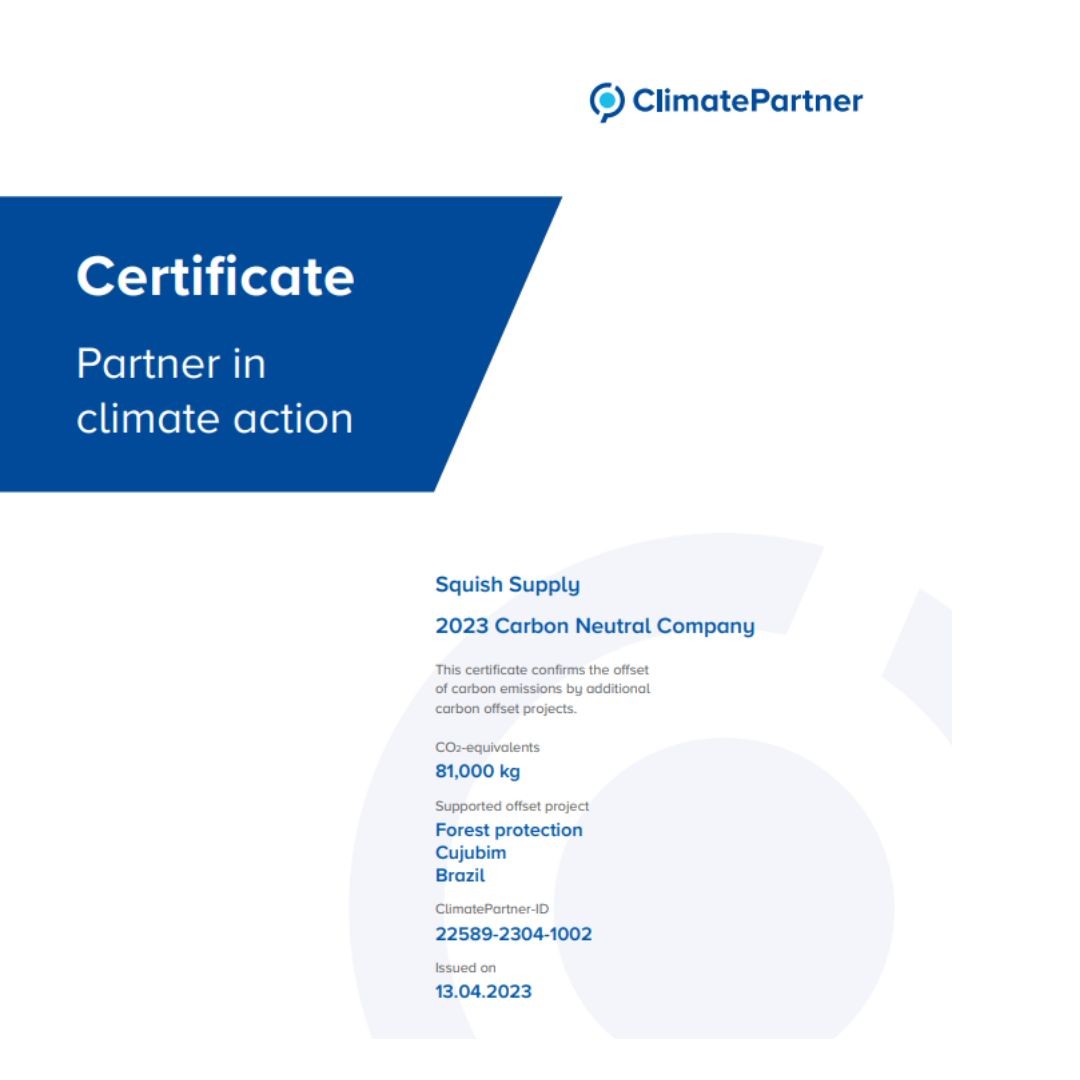 ClimatePartner
Certificate
Partner in
climate action
Squish Supply
2023 Carbon Neutral Company
This certificate confirms the offset
of carbon emissions by additional
carbon offset projects.
CO₂-equivalents
81,000 kg
Supported offset project
Forest protection
Cujubim
Brazil
ClimatePartner-ID
22589-2304-1002
Issued on
13.04.2023